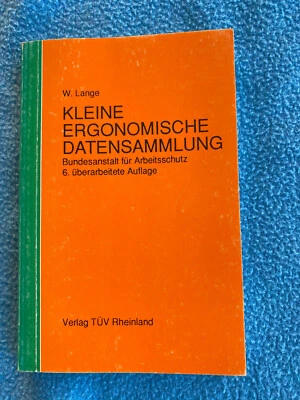 W. Lange
KLEINE
ERGONOMISCHE
DATENSAMMLUNG
Bundesanstalt für Arbeitsschutz
6. überarbeitete Auflage
Verlag TÜV Rheinland